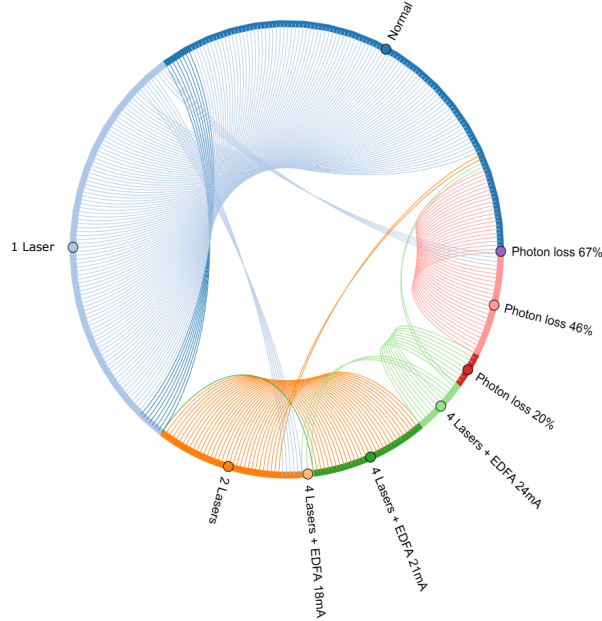 Normal
1 Laser
Photon loss 67%
Photon loss 46%
Photon loss 20%
4 Lasers + EDFA 24mA
4 Lasers + EDFA 21mA
4 Lasers + EDFA 18mA
2 Lasers